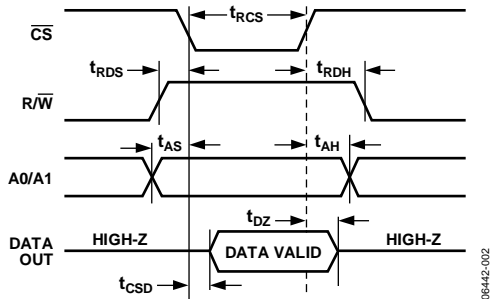 CS
tRCS
tRDS
tRDH
R/W
tAS
tAH
A0/A1
tDZ
DATA
OUT
HIGH-Z
DATA VALID
HIGH-Z
tCSD
06442-002